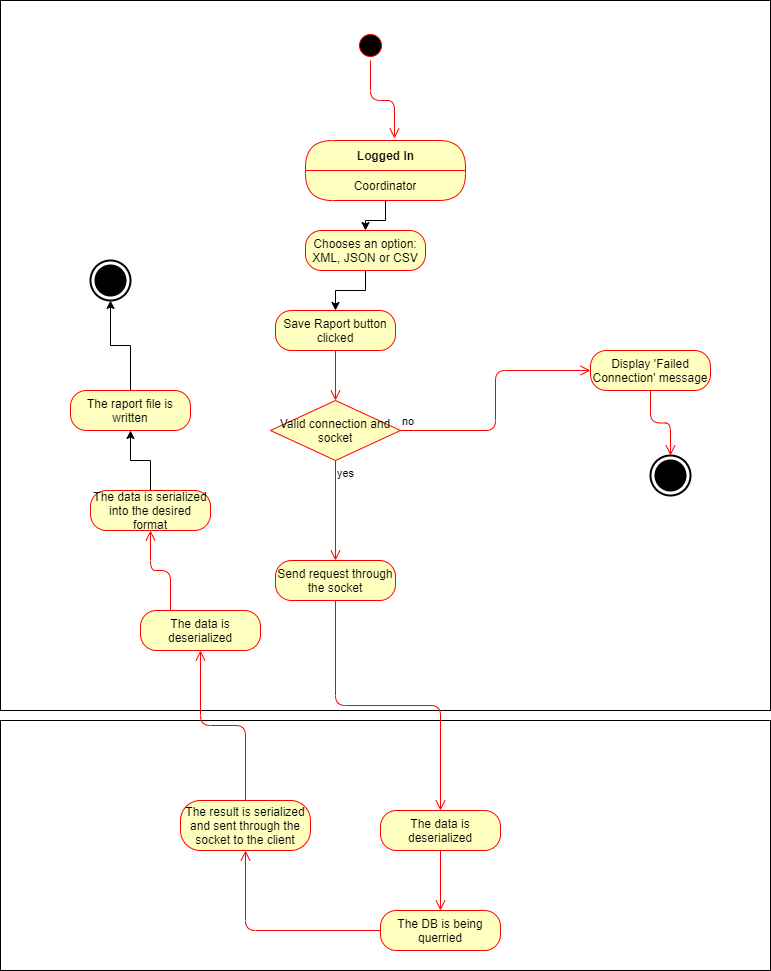 Logged In
Coordinator
Chooses an option:
XML, JSON or CSV
Save Raport button
clicked
Valid connection and
socket
no
yes
Display 'Failed
Connection' message
Send request through
the socket
The raport file is
written
The data is serialized
into the desired
format
The data is
deserialized
The result is serialized
and sent through the
socket to the client
The data is
deserialized
The DB is being
querried